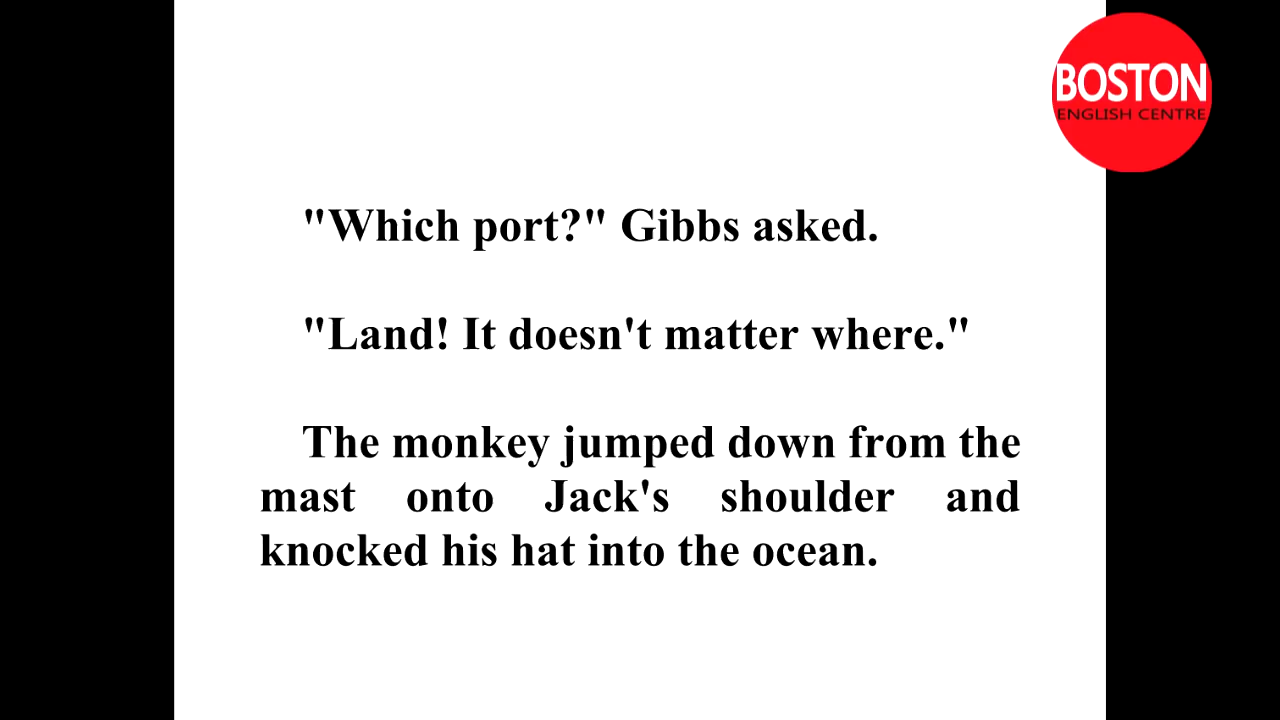 BOSTON
ENGLISH CENTRE
"Which port?" Gibbs asked.
"Land! It doesn't matter where."
The monkey jumped down from the
mast onto Jack's shoulder and
knocked his hat into the ocean.